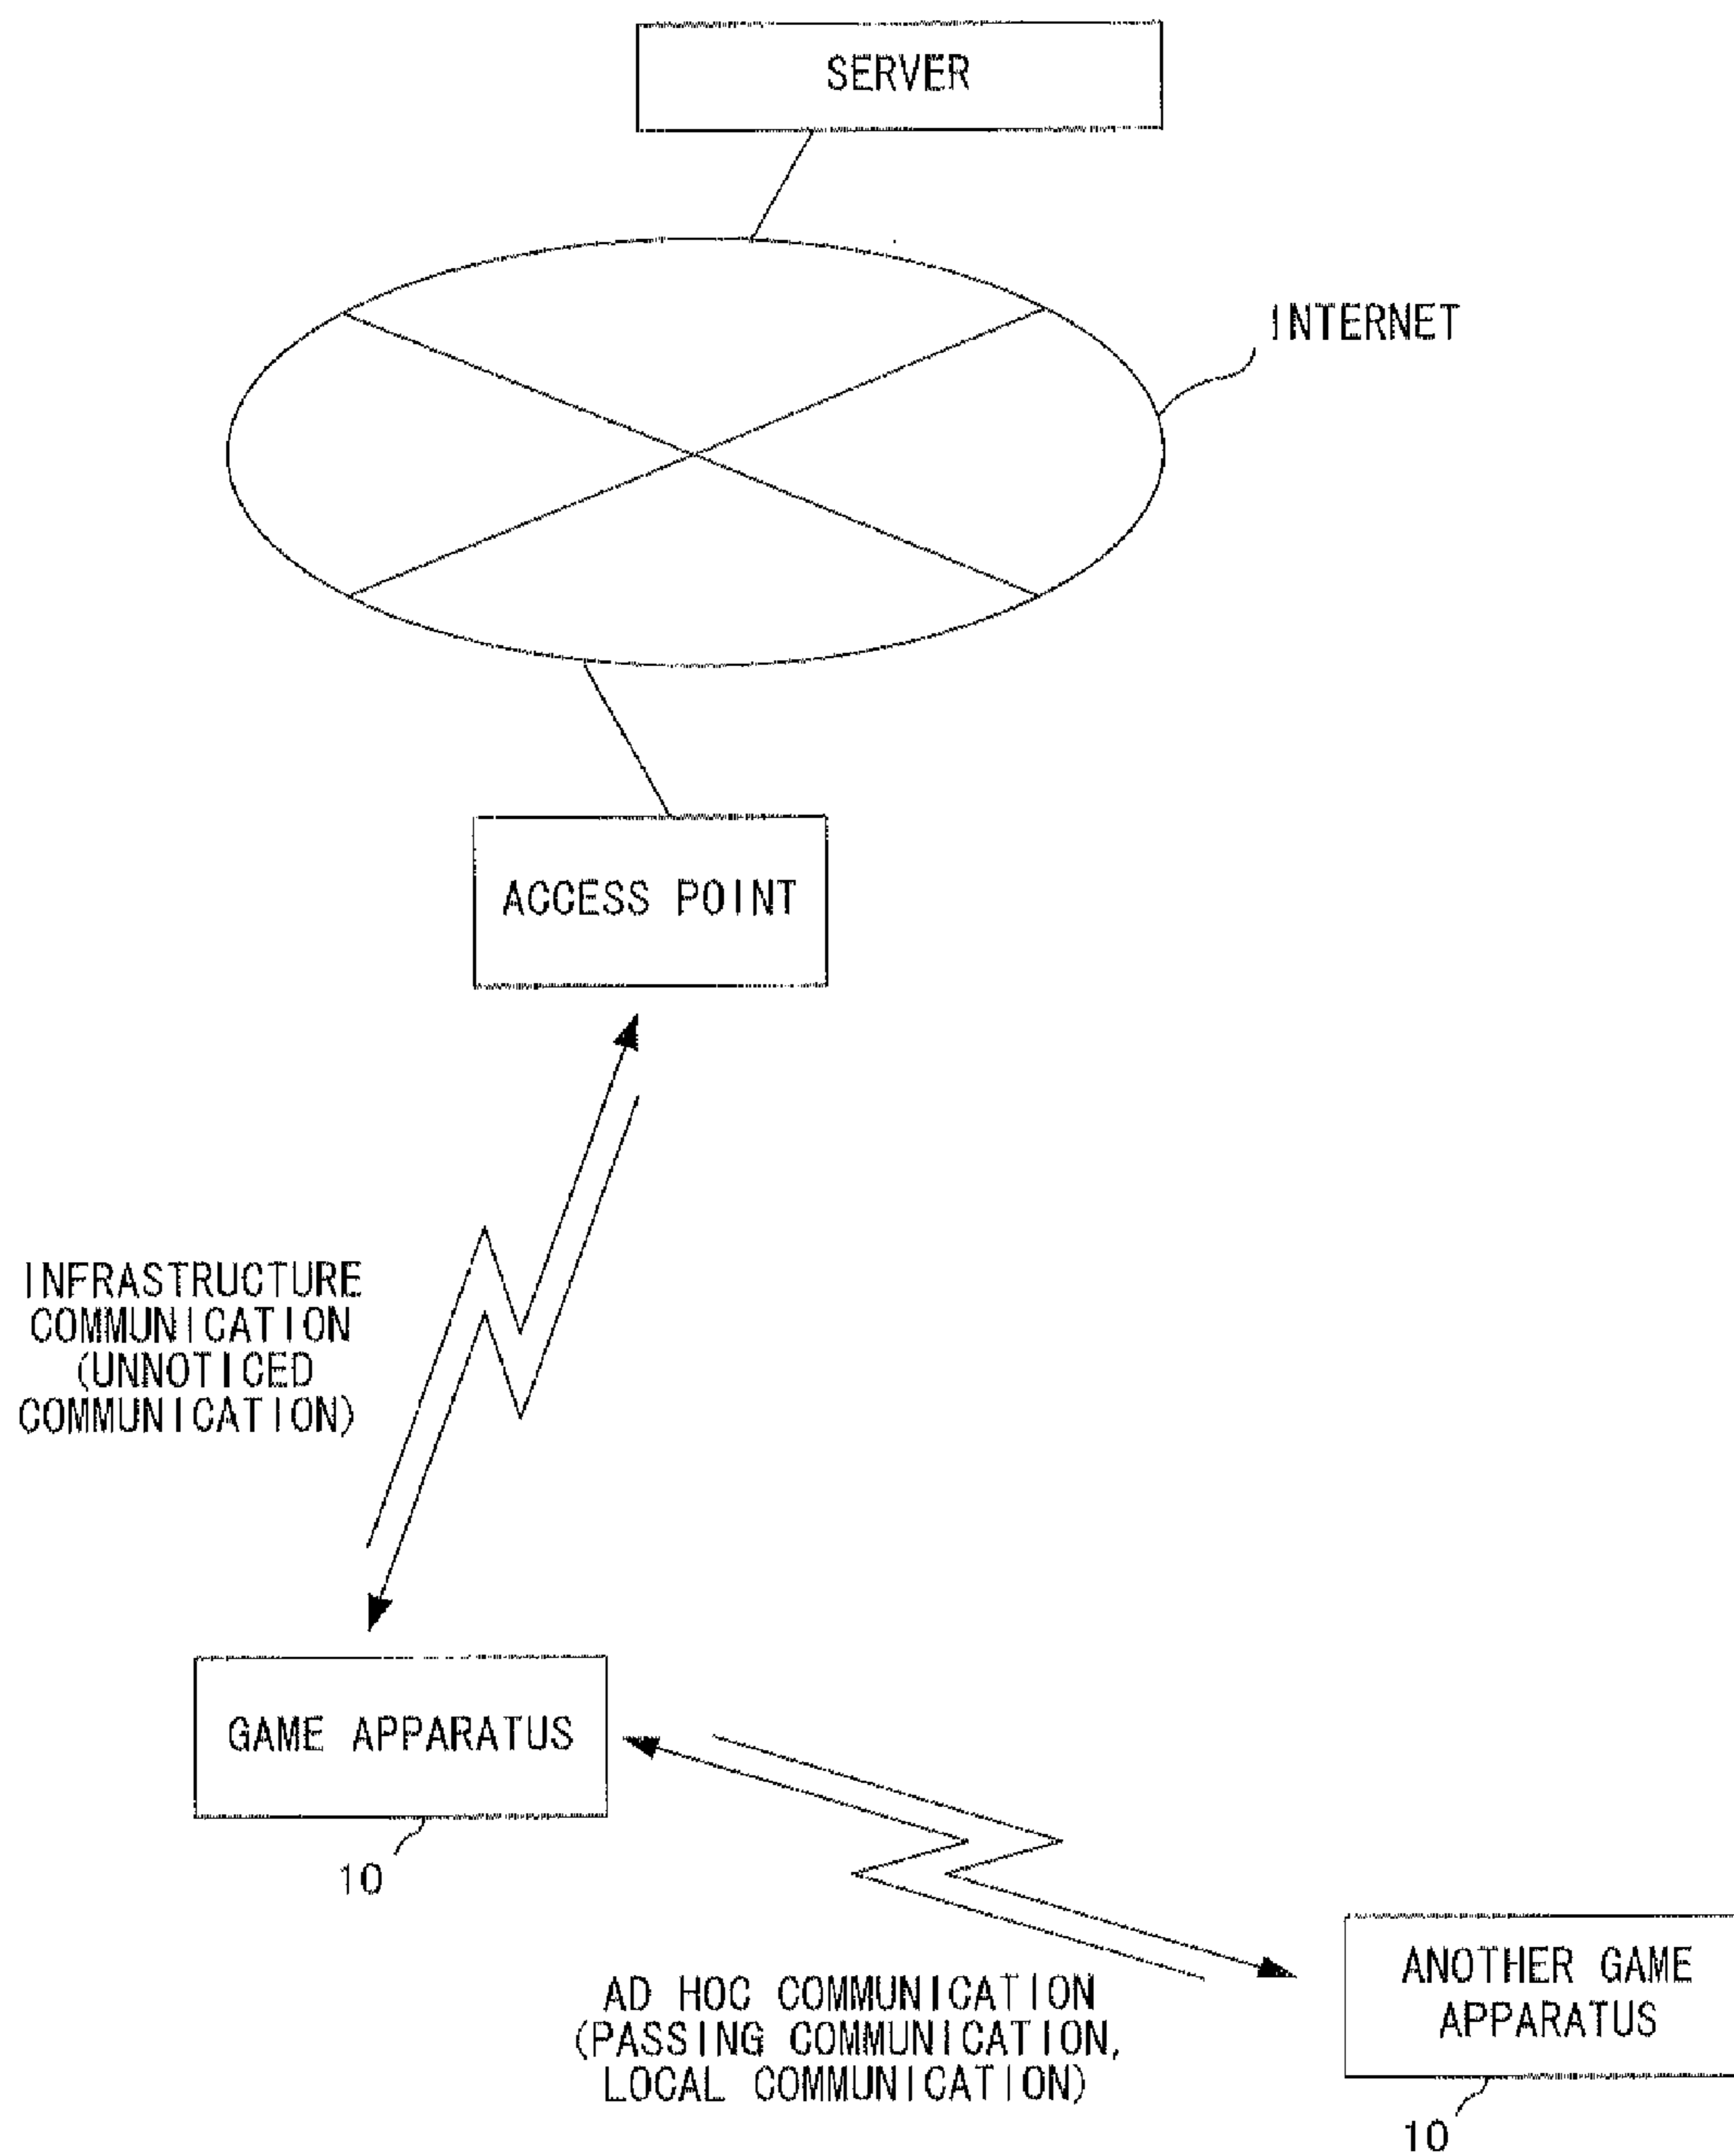 SERVER
INTERNET
ACCESS POINT
INFRASTRUCTURE
COMMUNICATION
(UNNOTICED
COMMUNICATION)
GAME APPARATUS
10
AD HOC COMMUNICATION
(PASSING COMMUNICATION,
LOCAL COMMUNICATION)
ANOTHER GAME
APPARATUS
10